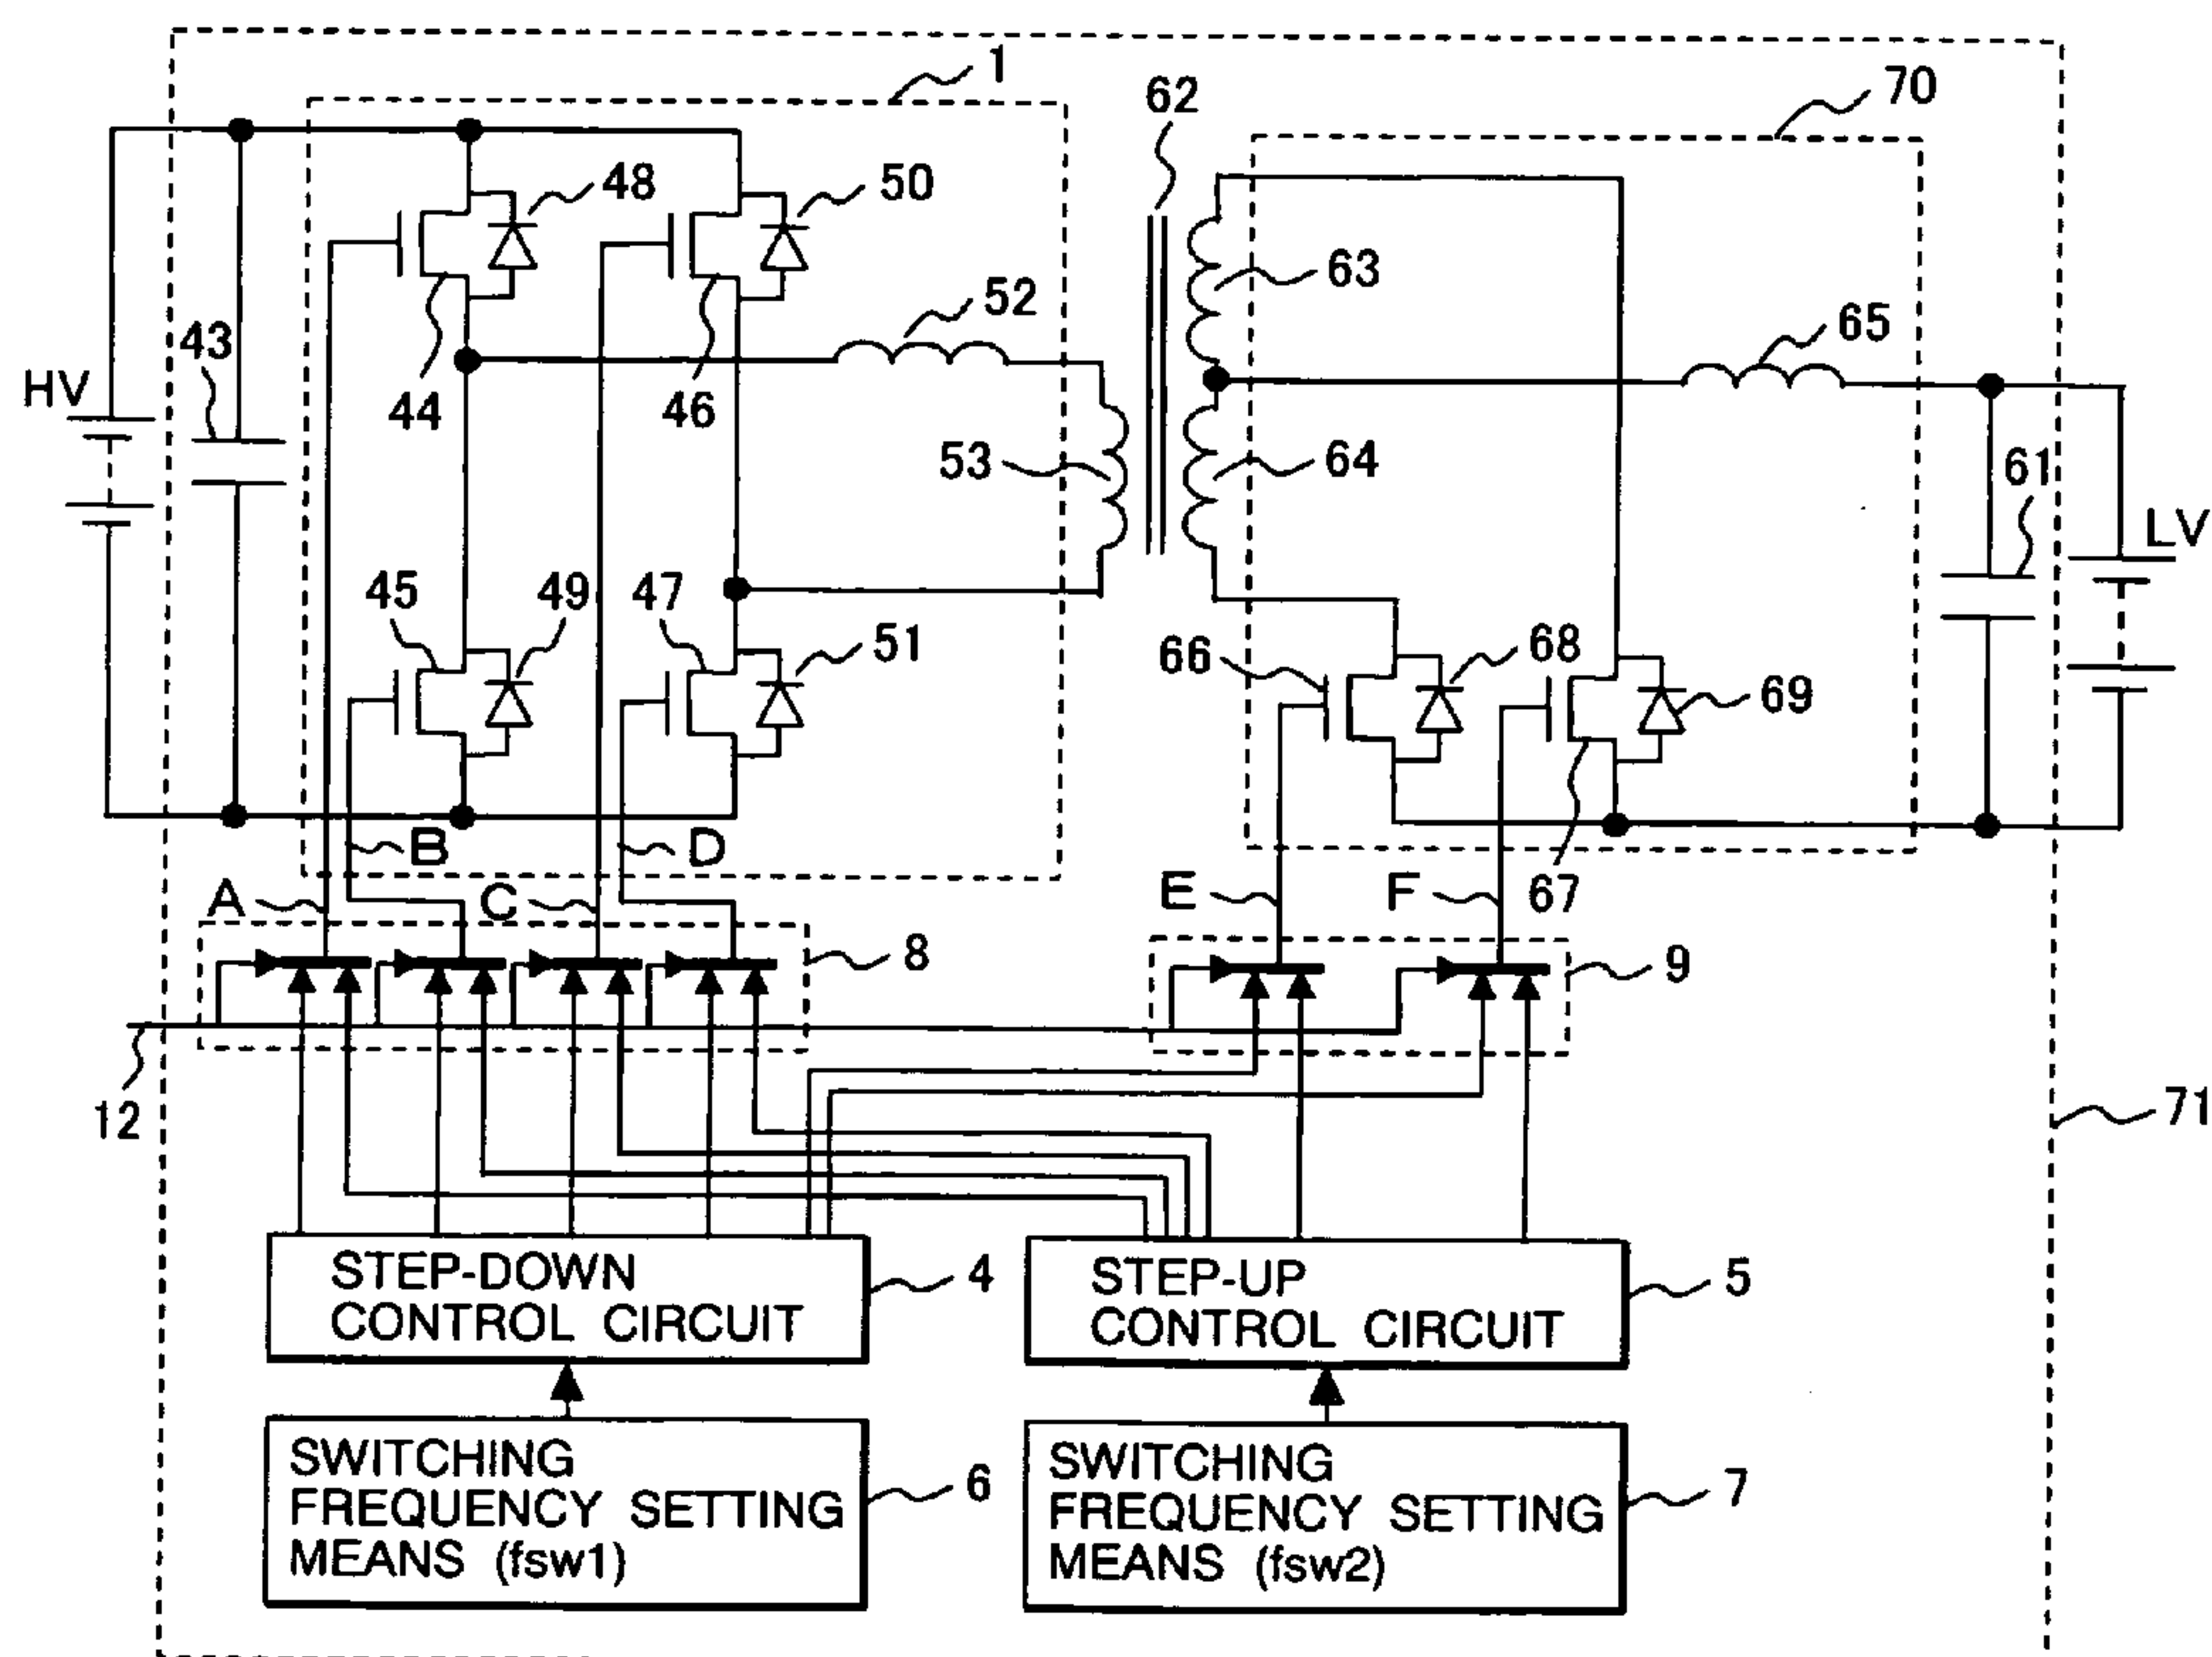 1
70
62
48
50
63
52
65
43
HV
44
46
53
64
61
LV
45
49
47
51
66
68
69
B
D
A
C
E
F
67
8
9
12
71
STEP-DOWN
CONTROL CIRCUIT
4
STEP-UP
CONTROL CIRCUIT
5
SWITCHING
FREQUENCY SETTING
MEANS (fsw1)
6
SWITCHING
FREQUENCY SETTING
MEANS (fsw2)
7